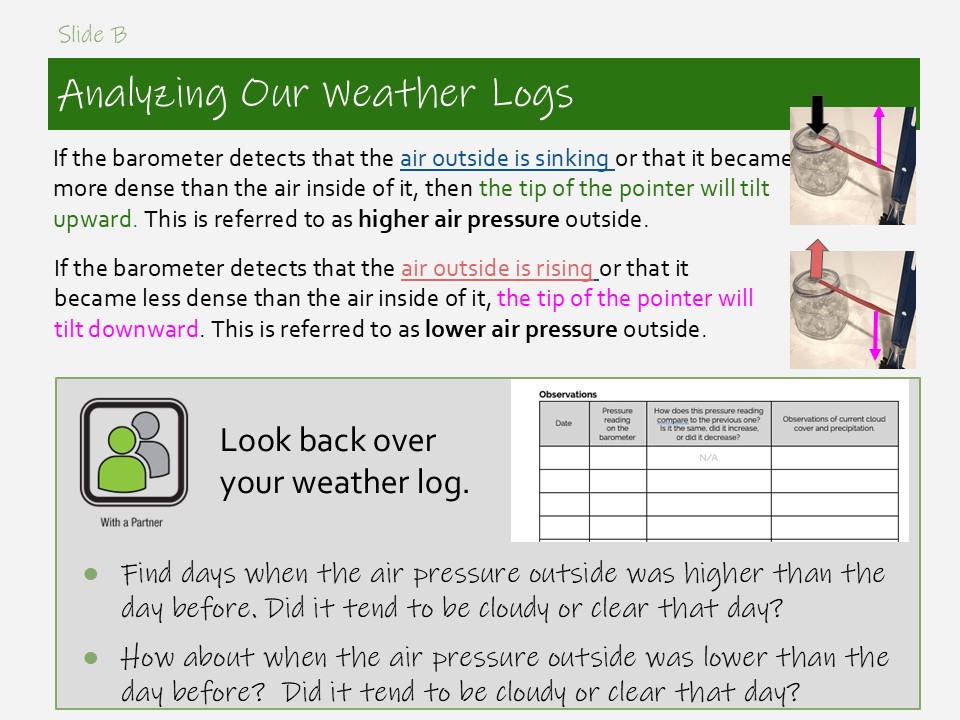 Slide B
Analyzing Our Weather Logs
If the barometer detects that the air outside is sinking or that it became
more dense than the air inside of it, then the tip of the pointer will tilt
upward. This is referred to as higher air pressure outside.
If the barometer detects that the air outside is rising or that it
became less dense than the air inside of it, the tip of the pointer will
tilt downward. This is referred to as lower air pressure outside.
With a Partner
Look back over
your weather log.
Observations
Date
Pressure
reading
on the
barometer
How does this pressure reading
compare to the previous one?
Is it the same, did it increase,
or did it decrease?
Observations of current cloud
cover and precipitation.
N/A
● Find days when the air pressure outside was higher than the
day before. Did it tend to be cloudy or clear that day?
● How about when the air pressure outside was lower than the
day before? Did it tend to be cloudy or clear that day?